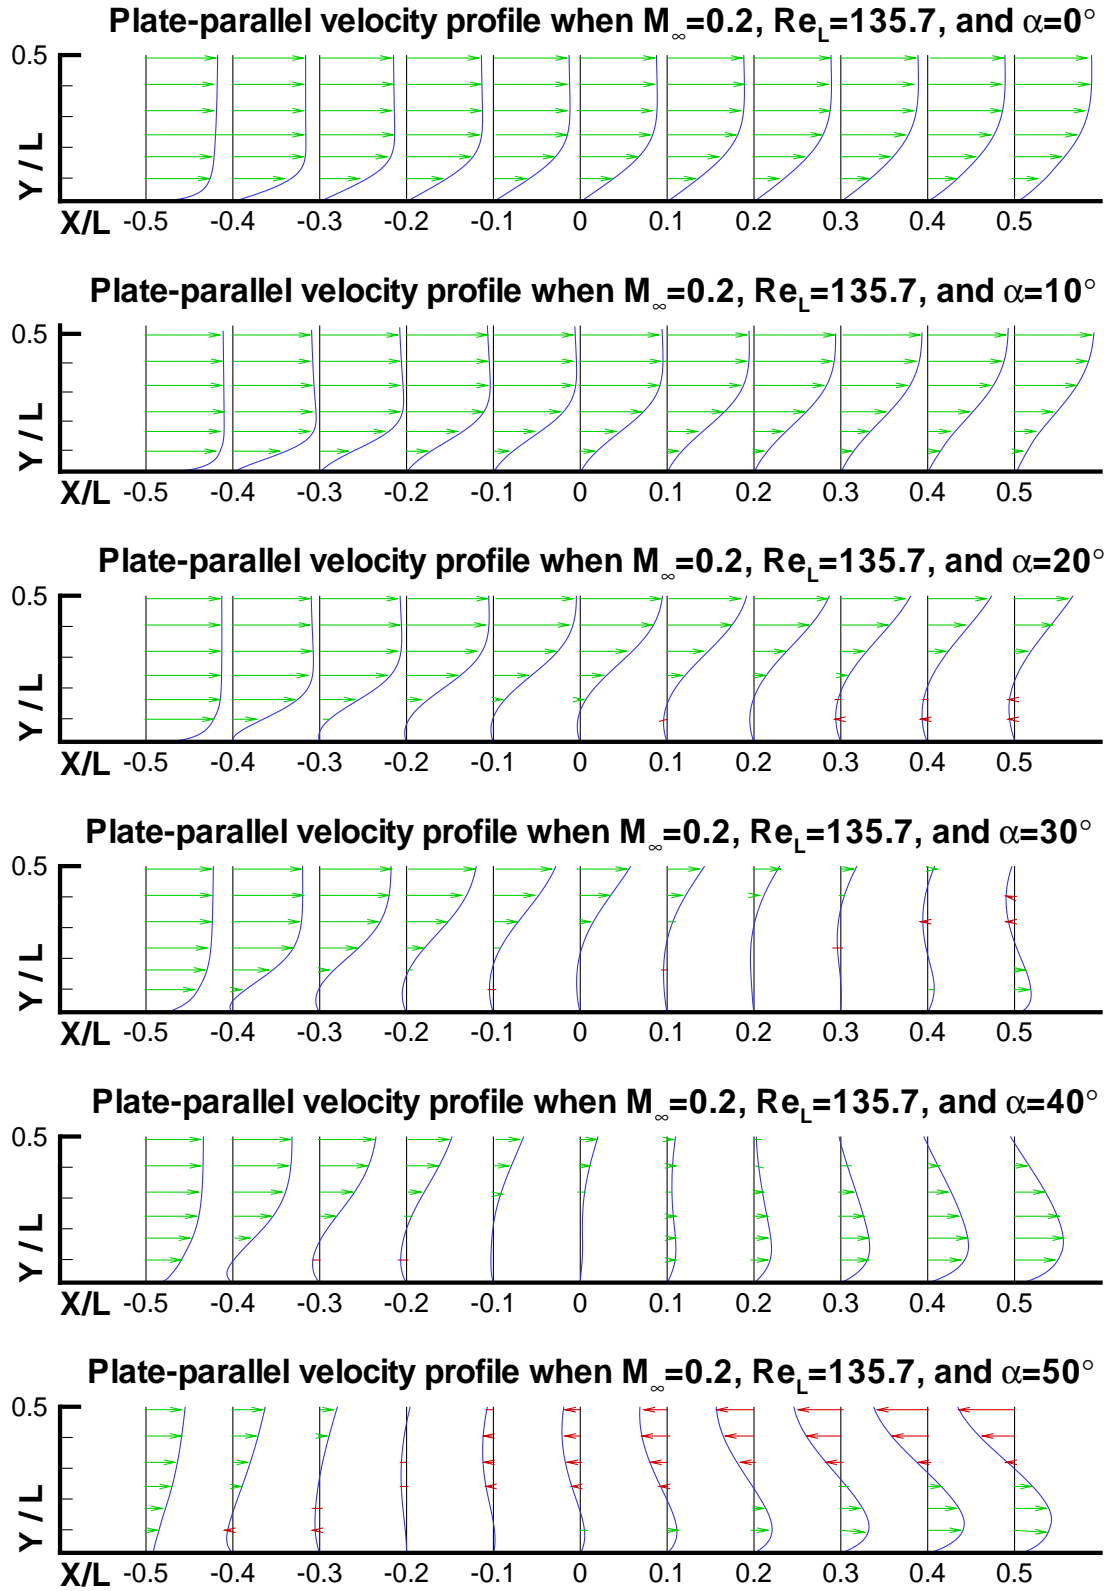 Plate-parallel velocity profile when M∞=0.2, Re_L=135.7, and α=0°
0.5
Y / L
X/L -0.5 -0.4 -0.3 -0.2 -0.1 0 0.1 0.2 0.3 0.4 0.5
Plate-parallel velocity profile when M∞=0.2, Re_L=135.7, and α=10°
0.5
Y / L
X/L -0.5 -0.4 -0.3 -0.2 -0.1 0 0.1 0.2 0.3 0.4 0.5
Plate-parallel velocity profile when M∞=0.2, Re_L=135.7, and α=20°
0.5
Y / L
X/L -0.5 -0.4 -0.3 -0.2 -0.1 0 0.1 0.2 0.3 0.4 0.5
Plate-parallel velocity profile when M∞=0.2, Re_L=135.7, and α=30°
0.5
Y / L
X/L -0.5 -0.4 -0.3 -0.2 -0.1 0 0.1 0.2 0.3 0.4 0.5
Plate-parallel velocity profile when M∞=0.2, Re_L=135.7, and α=40°
0.5
Y / L
X/L -0.5 -0.4 -0.3 -0.2 -0.1 0 0.1 0.2 0.3 0.4 0.5
Plate-parallel velocity profile when M∞=0.2, Re_L=135.7, and α=50°
0.5
Y / L
X/L -0.5 -0.4 -0.3 -0.2 -0.1 0 0.1 0.2 0.3 0.4 0.5